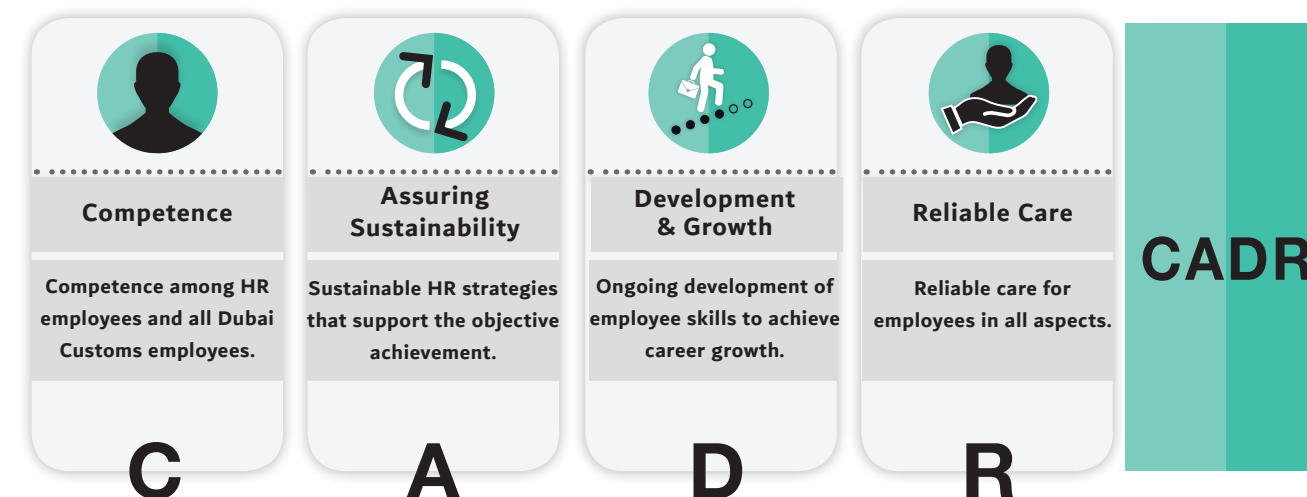 Competence
Competence among HR
employees and all Dubai
Customs employees.
C
Assuring
Sustainability
Sustainable HR strategies
that support the objective
achievement.
A
Development
& Growth
Ongoing development of
employee skills to achieve
career growth.
D
Reliable Care
Reliable care for
employees in all aspects.
R
CADR